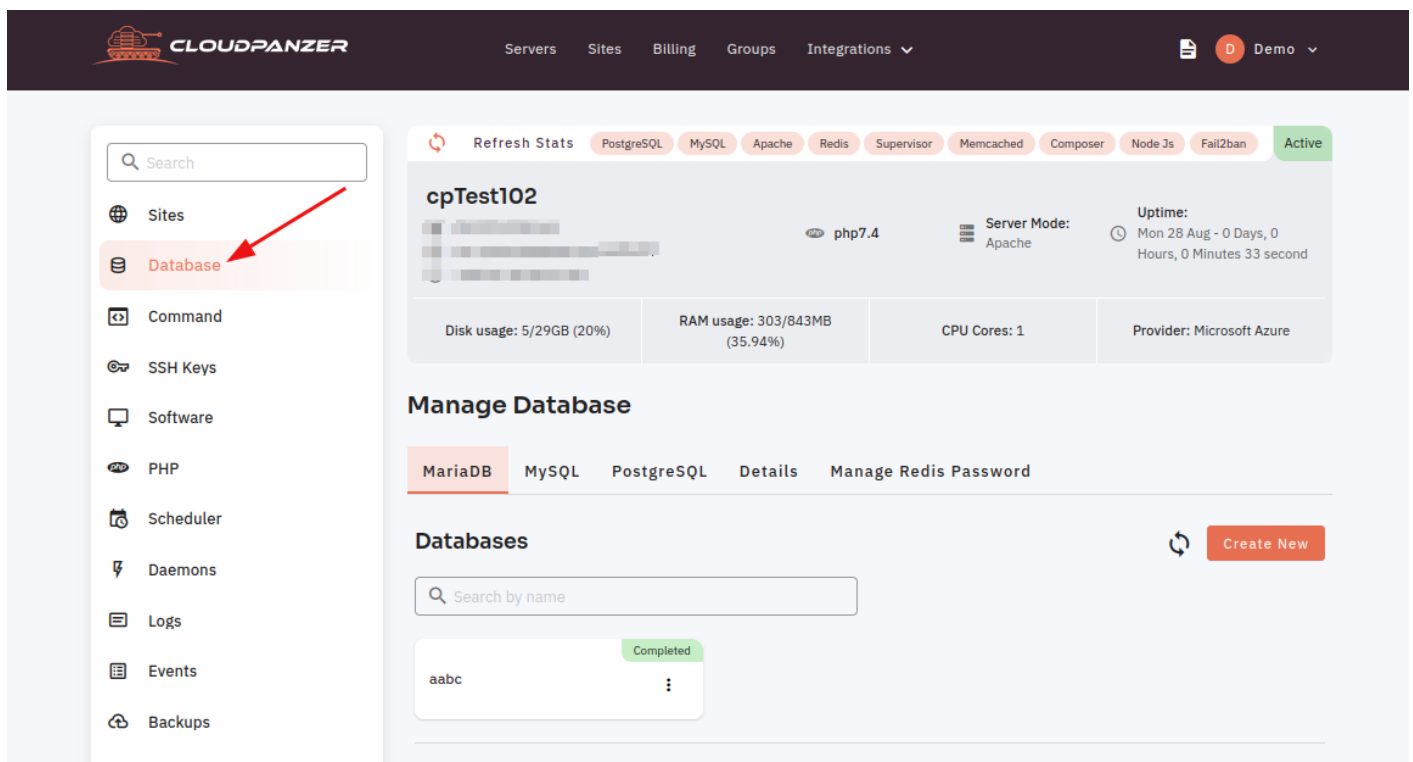 CLOUDPANZER
Servers Sites Billing Groups Integrations
D Demo
Search
Sites
Database
Command
SSH Keys
Software
php PHP
Scheduler
Daemons
Logs
Events
Backups
Refresh Stats PostgreSQL MySQL Apache Redis Supervisor Memcached Composer Node Js Fail2ban Active
cpTest102
php php7.4
Server Mode:
Apache
Uptime:
Mon 28 Aug - 0 Days, 0
Hours, 0 Minutes 33 second
Disk usage: 5/29GB (20%)
RAM usage: 303/843MB
(35.94%)
CPU Cores: 1
Provider: Microsoft Azure
Manage Database
MariaDB MySQL PostgreSQL Details Manage Redis Password
Databases
Create New
Search by name
Completed
aabc